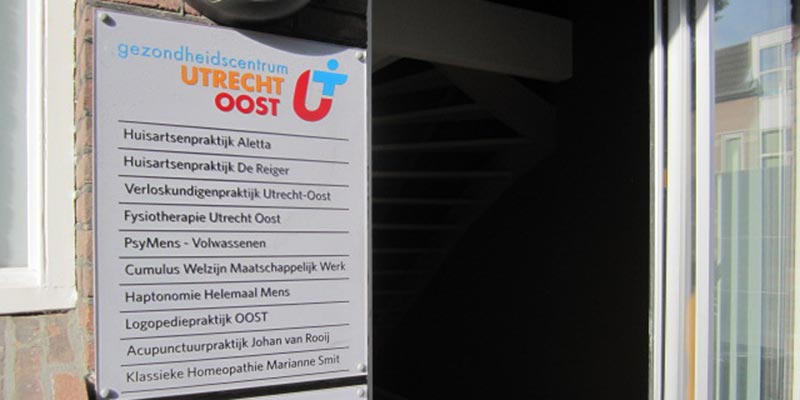 gezondheidscentrum
UTRECHT
OOST
Huisartsenpraktijk Aletta
Huisartsenpraktijk De Reiger
Verloskundigenpraktijk Utrecht-Oost
Fysiotherapie Utrecht Oost
PsyMens - Volwassenen
Cumulus Welzijn Maatschappelijk Werk
Haptonomie Helemaal Mens
Logopediepraktijk OOST
Acupunctuurpraktijk Johan van Rooij
Klassieke Homeopathie Marianne Smit